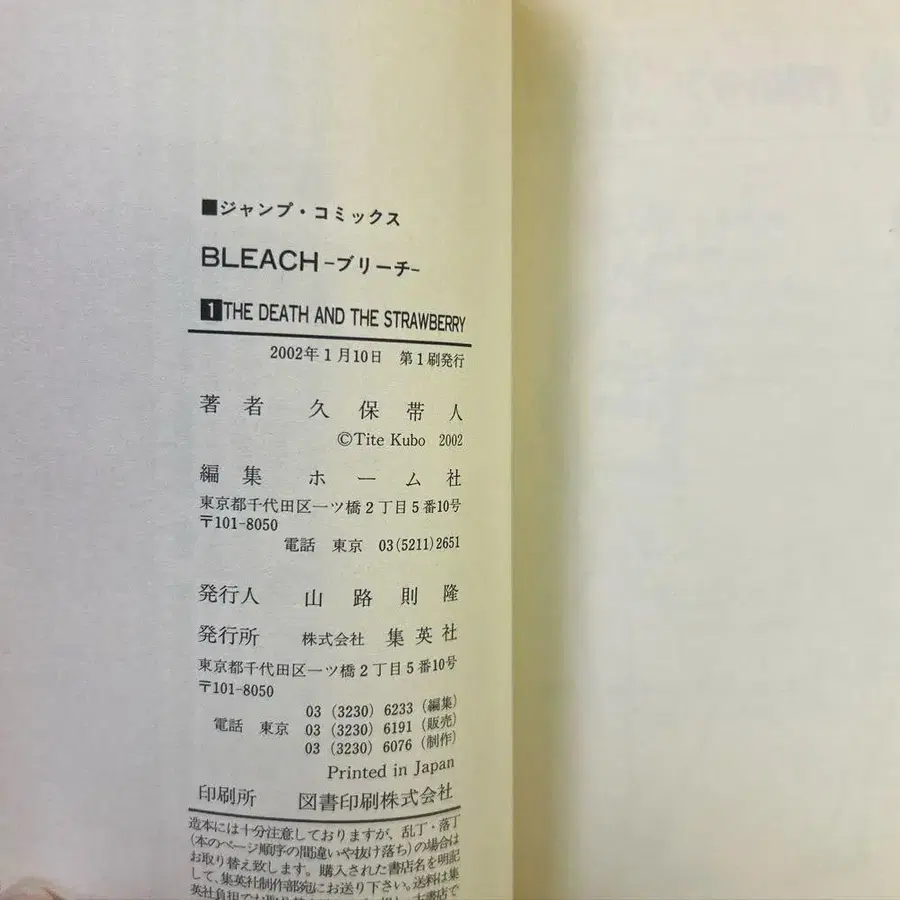 ■ジャンプ・コミックス
BLEACH-ブリーチ-
1 THE DEATH AND THE STRAWBERRY
2002年1月10日 第1刷発行
著者 久保帯人
©Tite Kubo 2002
編集 ホーム社
東京都千代田区一ツ橋2丁目5番10号
〒101-8050
電話 東京 03(5211)2651
発行人 山路則隆
発行所 株式会社 集英社
東京都千代田区一ツ橋2丁目5番10号
〒101-8050
03 (3230) 6233 (編集)
電話 東京 03 (3230) 6191 (販売)
03 (3230) 6076 (制作)
Printed in Japan
印刷所 図書印刷株式会社
造本には十分注意しておりますが、乱丁・落丁
(本のページ順序の間違いや抜け落ち)の場合は
お取り替え致します。購入された書店名を明記
して、集英社制作部宛にお送り下さい。送料は集
英社負担でお取